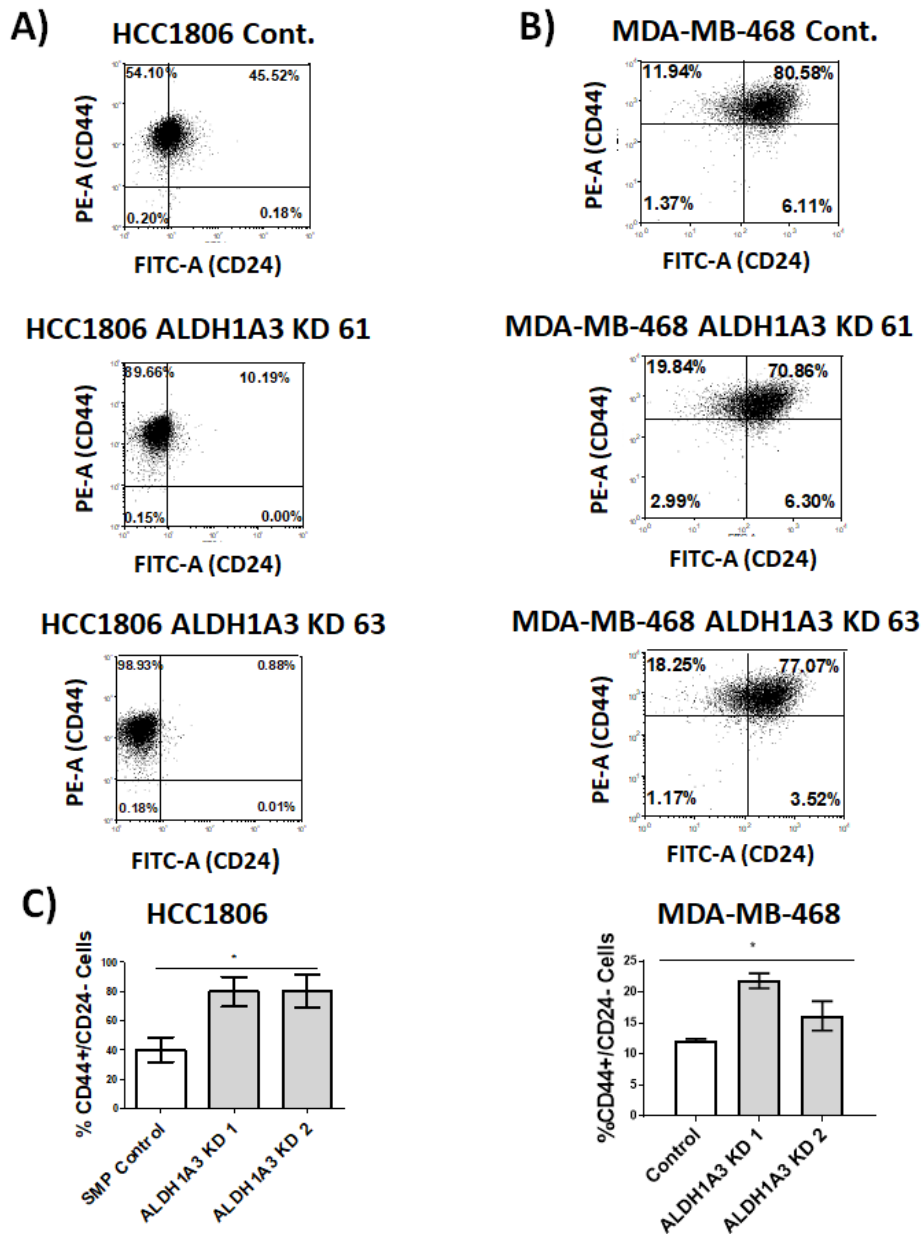 A)
HCC1806 Cont.
54.10% 45.52%
PE-A (CD44)
0.20% 0.18%
FITC-A (CD24)
HCC1806 ALDH1A3 KD 61
89.66% 10.19%
PE-A (CD44)
0.15% 0.00%
FITC-A (CD24)
HCC1806 ALDH1A3 KD 63
98.93% 0.88%
PE-A (CD44)
0.18% 0.01%
FITC-A (CD24)
B)
MDA-MB-468 Cont.
11.94% 80.58%
PE-A (CD44)
1.37% 6.11%
FITC-A (CD24)
MDA-MB-468 ALDH1A3 KD 61
19.84% 70.86%
PE-A (CD44)
2.99% 6.30%
FITC-A (CD24)
MDA-MB-468 ALDH1A3 KD 63
18.25% 77.07%
PE-A (CD44)
1.17% 3.52%
FITC-A (CD24)
C)
HCC1806
% CD44+/CD24- Cells
100
80
60
40
20
0
*
SMP Control
ALDH1A3 KD 1
ALDH1A3 KD 2
MDA-MB-468
%CD44+/CD24- Cells
25
20
15
10
5
0
*
Control
ALDH1A3 KD 1
ALDH1A3 KD 2